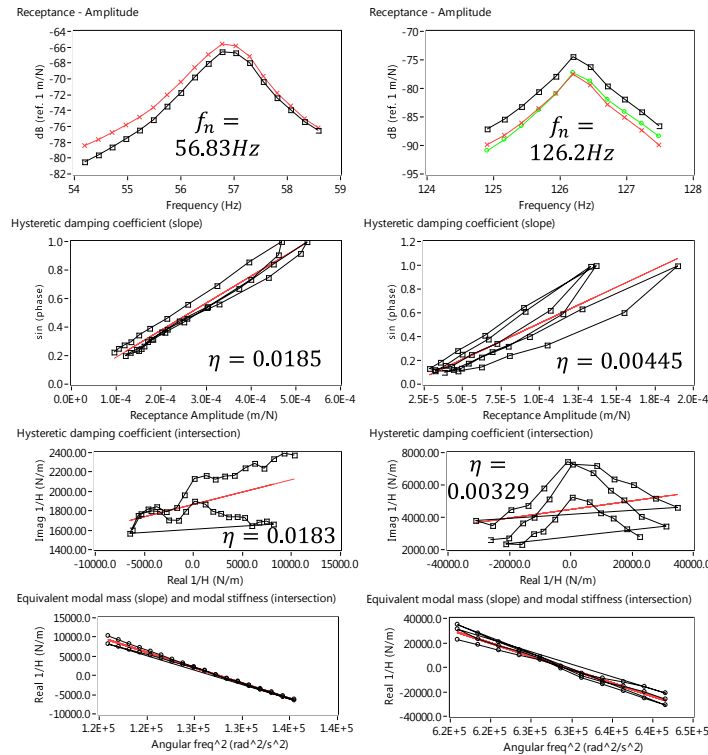 Receptance - Amplitude
-64
-66
-68
-70
-72
-74
-76
-78
-80
-82
dB (ref. 1 m/N)
54
55
56
57
58
59
Frequency (Hz)
f_n =
56.83Hz
Receptance - Amplitude
-70
-75
-80
-85
-90
-95
dB (ref. 1 m/N)
124
125
126
127
128
Frequency (Hz)
f_n =
126.2Hz
Hysteretic damping coefficient (slope)
1.0
0.8
0.6
0.4
0.2
0.0
sin (phase)
0.0E+0
1.0E-4
2.0E-4
3.0E-4
4.0E-4
5.0E-4
6.0E-4
Receptance Amplitude (m/N)
η = 0.0185
Hysteretic damping coefficient (slope)
1.2
1.0
0.8
0.6
0.4
0.2
0.0
sin (phase)
2.5E-5
5.0E-5
7.5E-5
1.0E-4
1.3E-4
1.5E-4
1.8E-4
2.0E-4
Receptance Amplitude (m/N)
η = 0.00445
Hysteretic damping coefficient (intersection)
2400.00
2200.00
2000.00
1800.00
1600.00
1400.00
Imag 1/H (N/m)
-10000.0
-5000.00
0.0
5000.00
10000.0
15000.0
Real 1/H (N/m)
η = 0.0183
Hysteretic damping coefficient (intersection)
8000.00
6000.00
4000.00
2000.00
Imag 1/H (N/m)
-40000.0
-20000.0
0.0
20000.0
40000.0
Real 1/H (N/m)
η =
0.00329
Equivalent modal mass (slope) and modal stiffness (intersection)
15000.0
10000.0
5000.0
0.0
-5000.0
-10000.0
Real 1/H (N/m)
1.2E+5
1.2E+5
1.3E+5
1.3E+5
1.4E+5
1.4E+5
Angular freq^2 (rad^2/s^2)
Equivalent modal mass (slope) and modal stiffness (intersection)
40000.0
20000.0
0.0
-20000.0
-40000.0
Real 1/H (N/m)
6.2E+5
6.2E+5
6.3E+5
6.3E+5
6.4E+5
6.4E+5
6.5E+5
Angular freq^2 (rad^2/s^2)